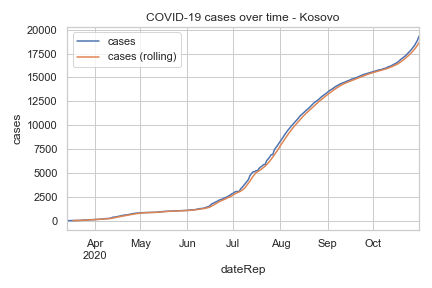 COVID-19 cases over time - Kosovo
cases
cases (rolling)
20000
17500
15000
12500
10000
7500
5000
2500
0
cases
Apr
2020
May
Jun
Jul
Aug
Sep
Oct
dateRep